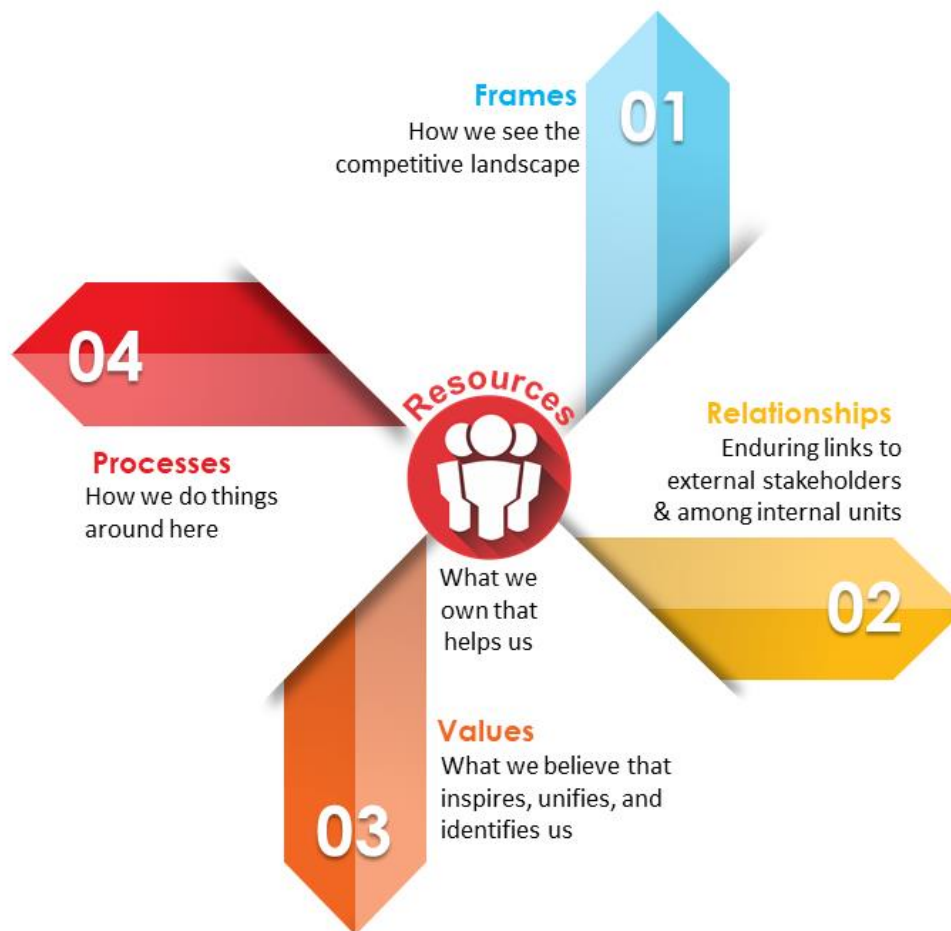 Frames
How we see the
competitive landscape
01
04
Processes
How we do things
around here
Resources
What we
own that
helps us
Relationships
Enduring links to
external stakeholders
& among internal units
02
Values
What we believe that
inspires, unifies, and
identifies us
03